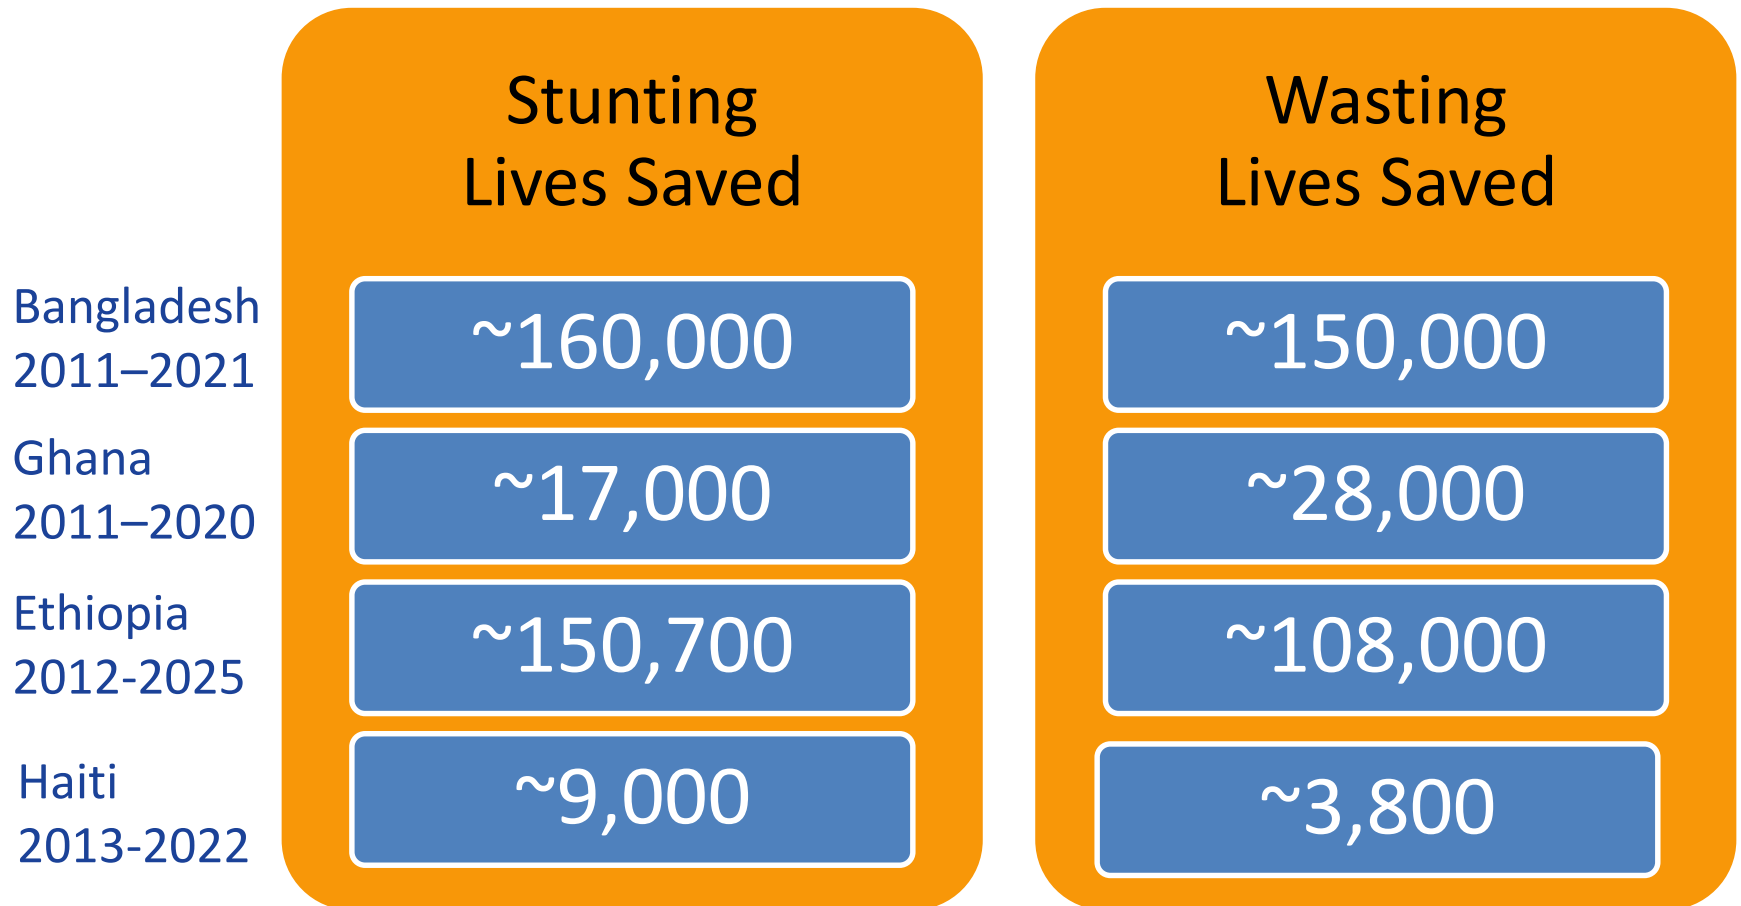 Stunting
Lives Saved
Wasting
Lives Saved
Bangladesh
2011–2021
~160,000
~150,000
Ghana
2011–2020
~17,000
~28,000
Ethiopia
2012-2025
~150,700
~108,000
Haiti
2013-2022
~9,000
~3,800